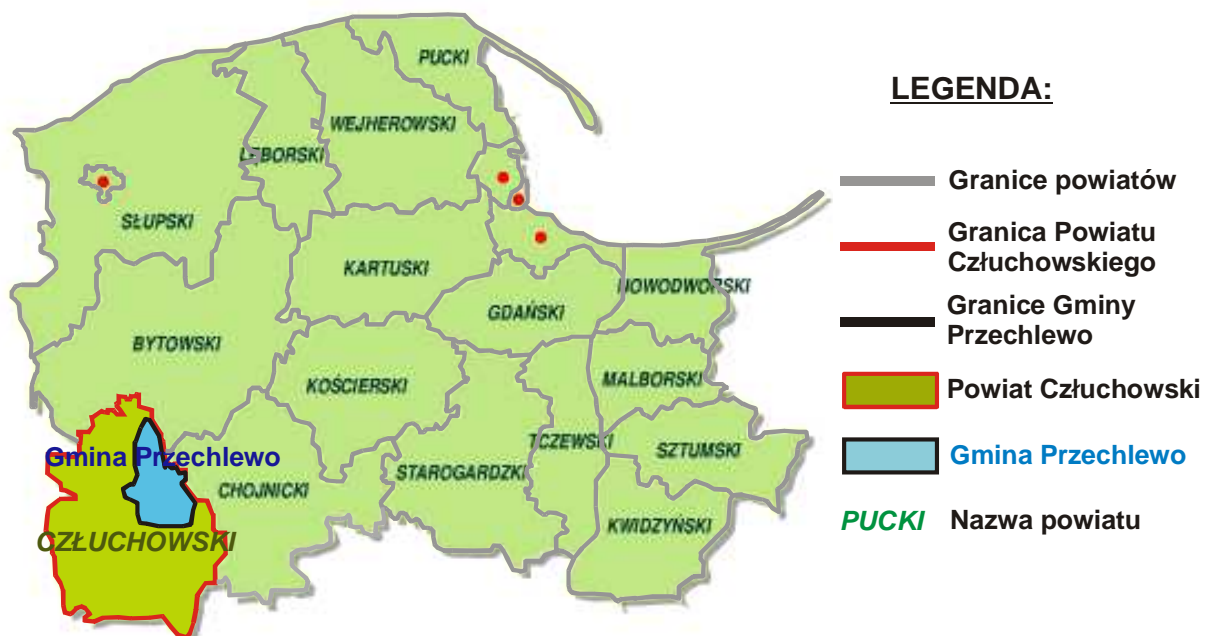 PUCKI
WEJHEROWSKI
LĘBORSKI
SŁUPSKI
KARTUSKI
NOWODWORSKI
GDAŃSKI
BYTOWSKI
KOŚCIERSKI
MALBORSKI
TCZEWSKI
SZTUMSKI
Gmina Przechlewo
STAROGARDZKI
CHOJNICKI
KWIDZYŃSKI
CZŁUCHOWSKI
LEGENDA:
Granice powiatów
Granica Powiatu
Człuchowskiego
Granice Gminy
Przechlewo
Powiat Człuchowski
Gmina Przechlewo
PUCKI Nazwa powiatu